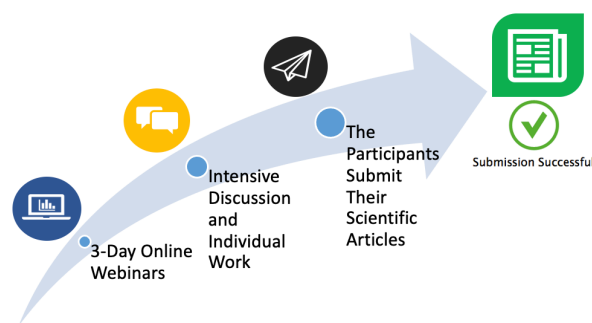 3-Day Online
Webinars
Intensive
Discussion
and
Individual
Work
The
Participants
Submit
Their
Scientific
Articles
Submission Successful